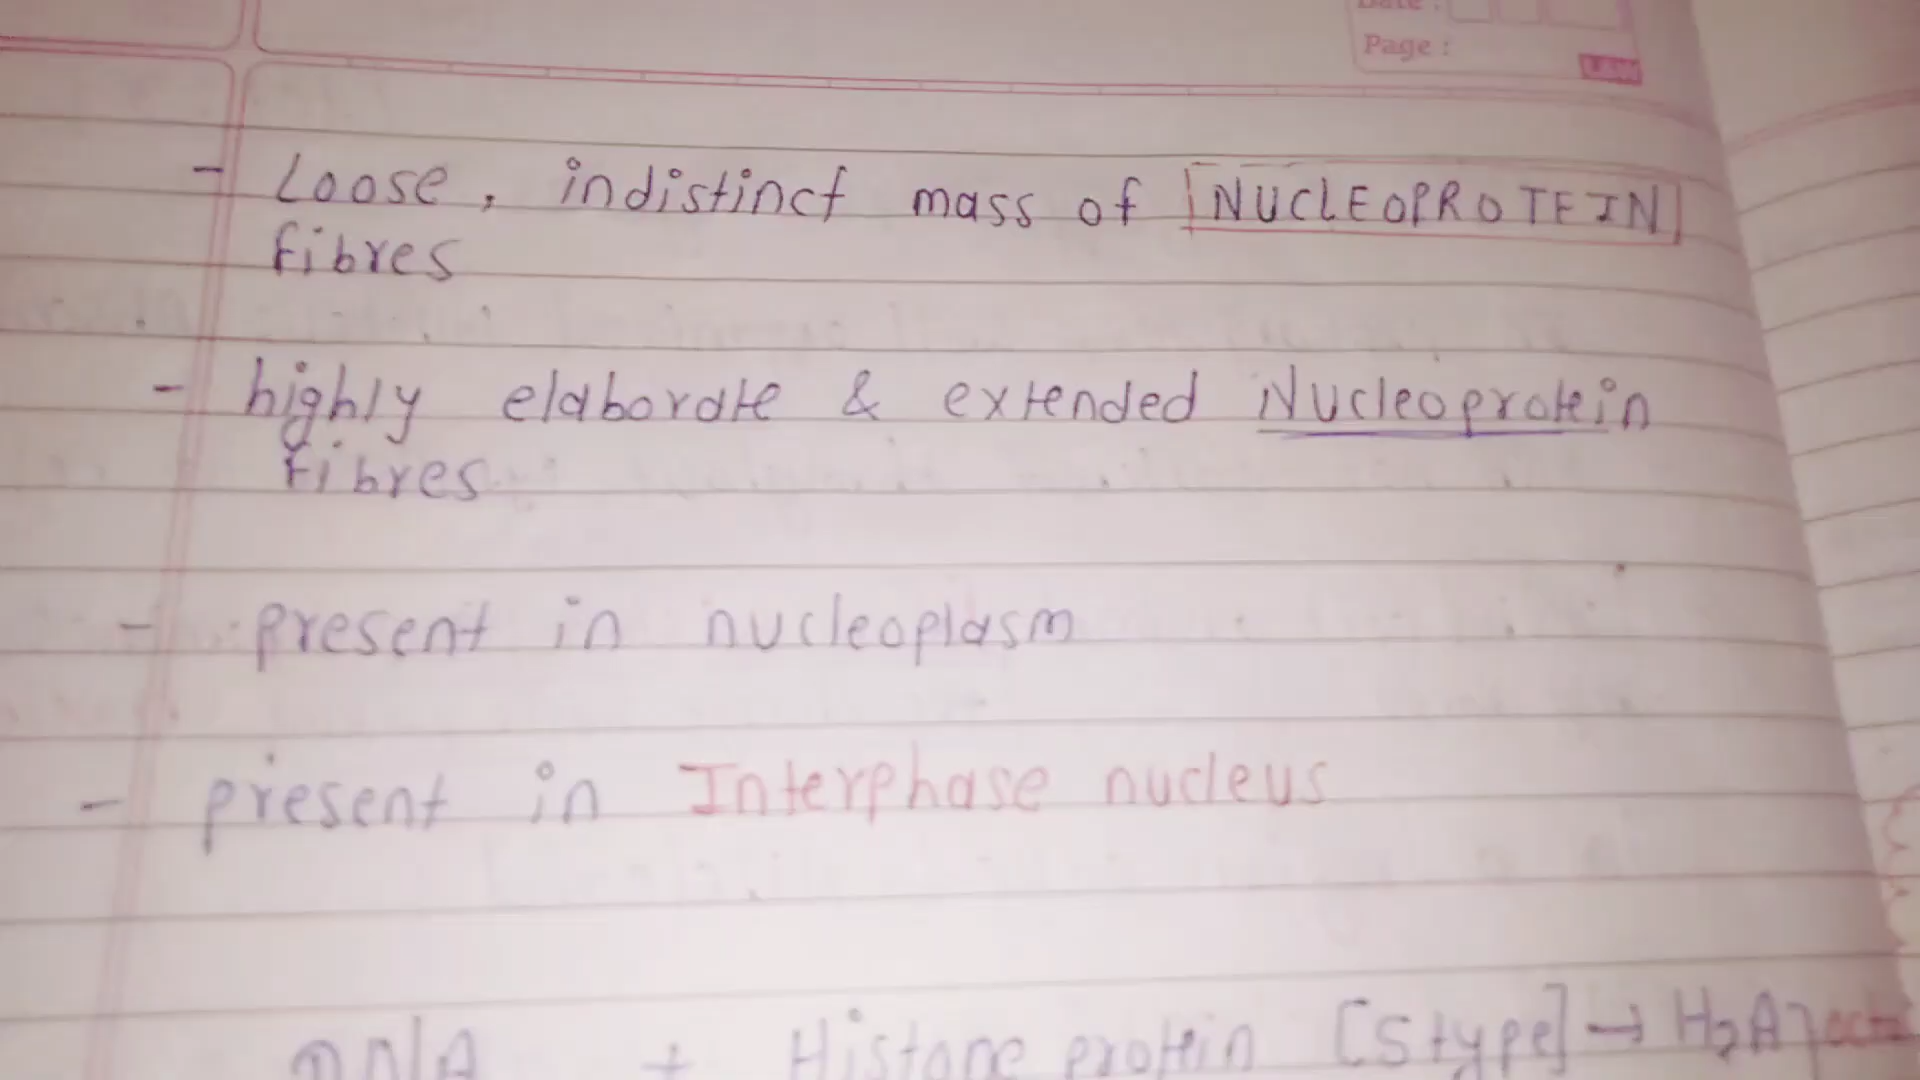 Date :
Page :
- Loose, indistinct mass of NUCLEOPROTEIN
fibres
- highly elaborate & extended Nucleoprotein
fibres
- present in nucleoplasm
- present in Interphase nucleus
DNA + Histone protein [5 type] → H2A